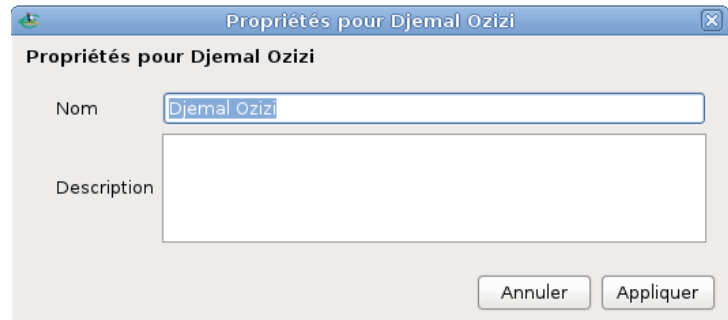 Propriétés pour Djemal Ozizi
Propriétés pour Djemal Ozizi
Nom Djemal Ozizi
Description
Annuler Appliquer